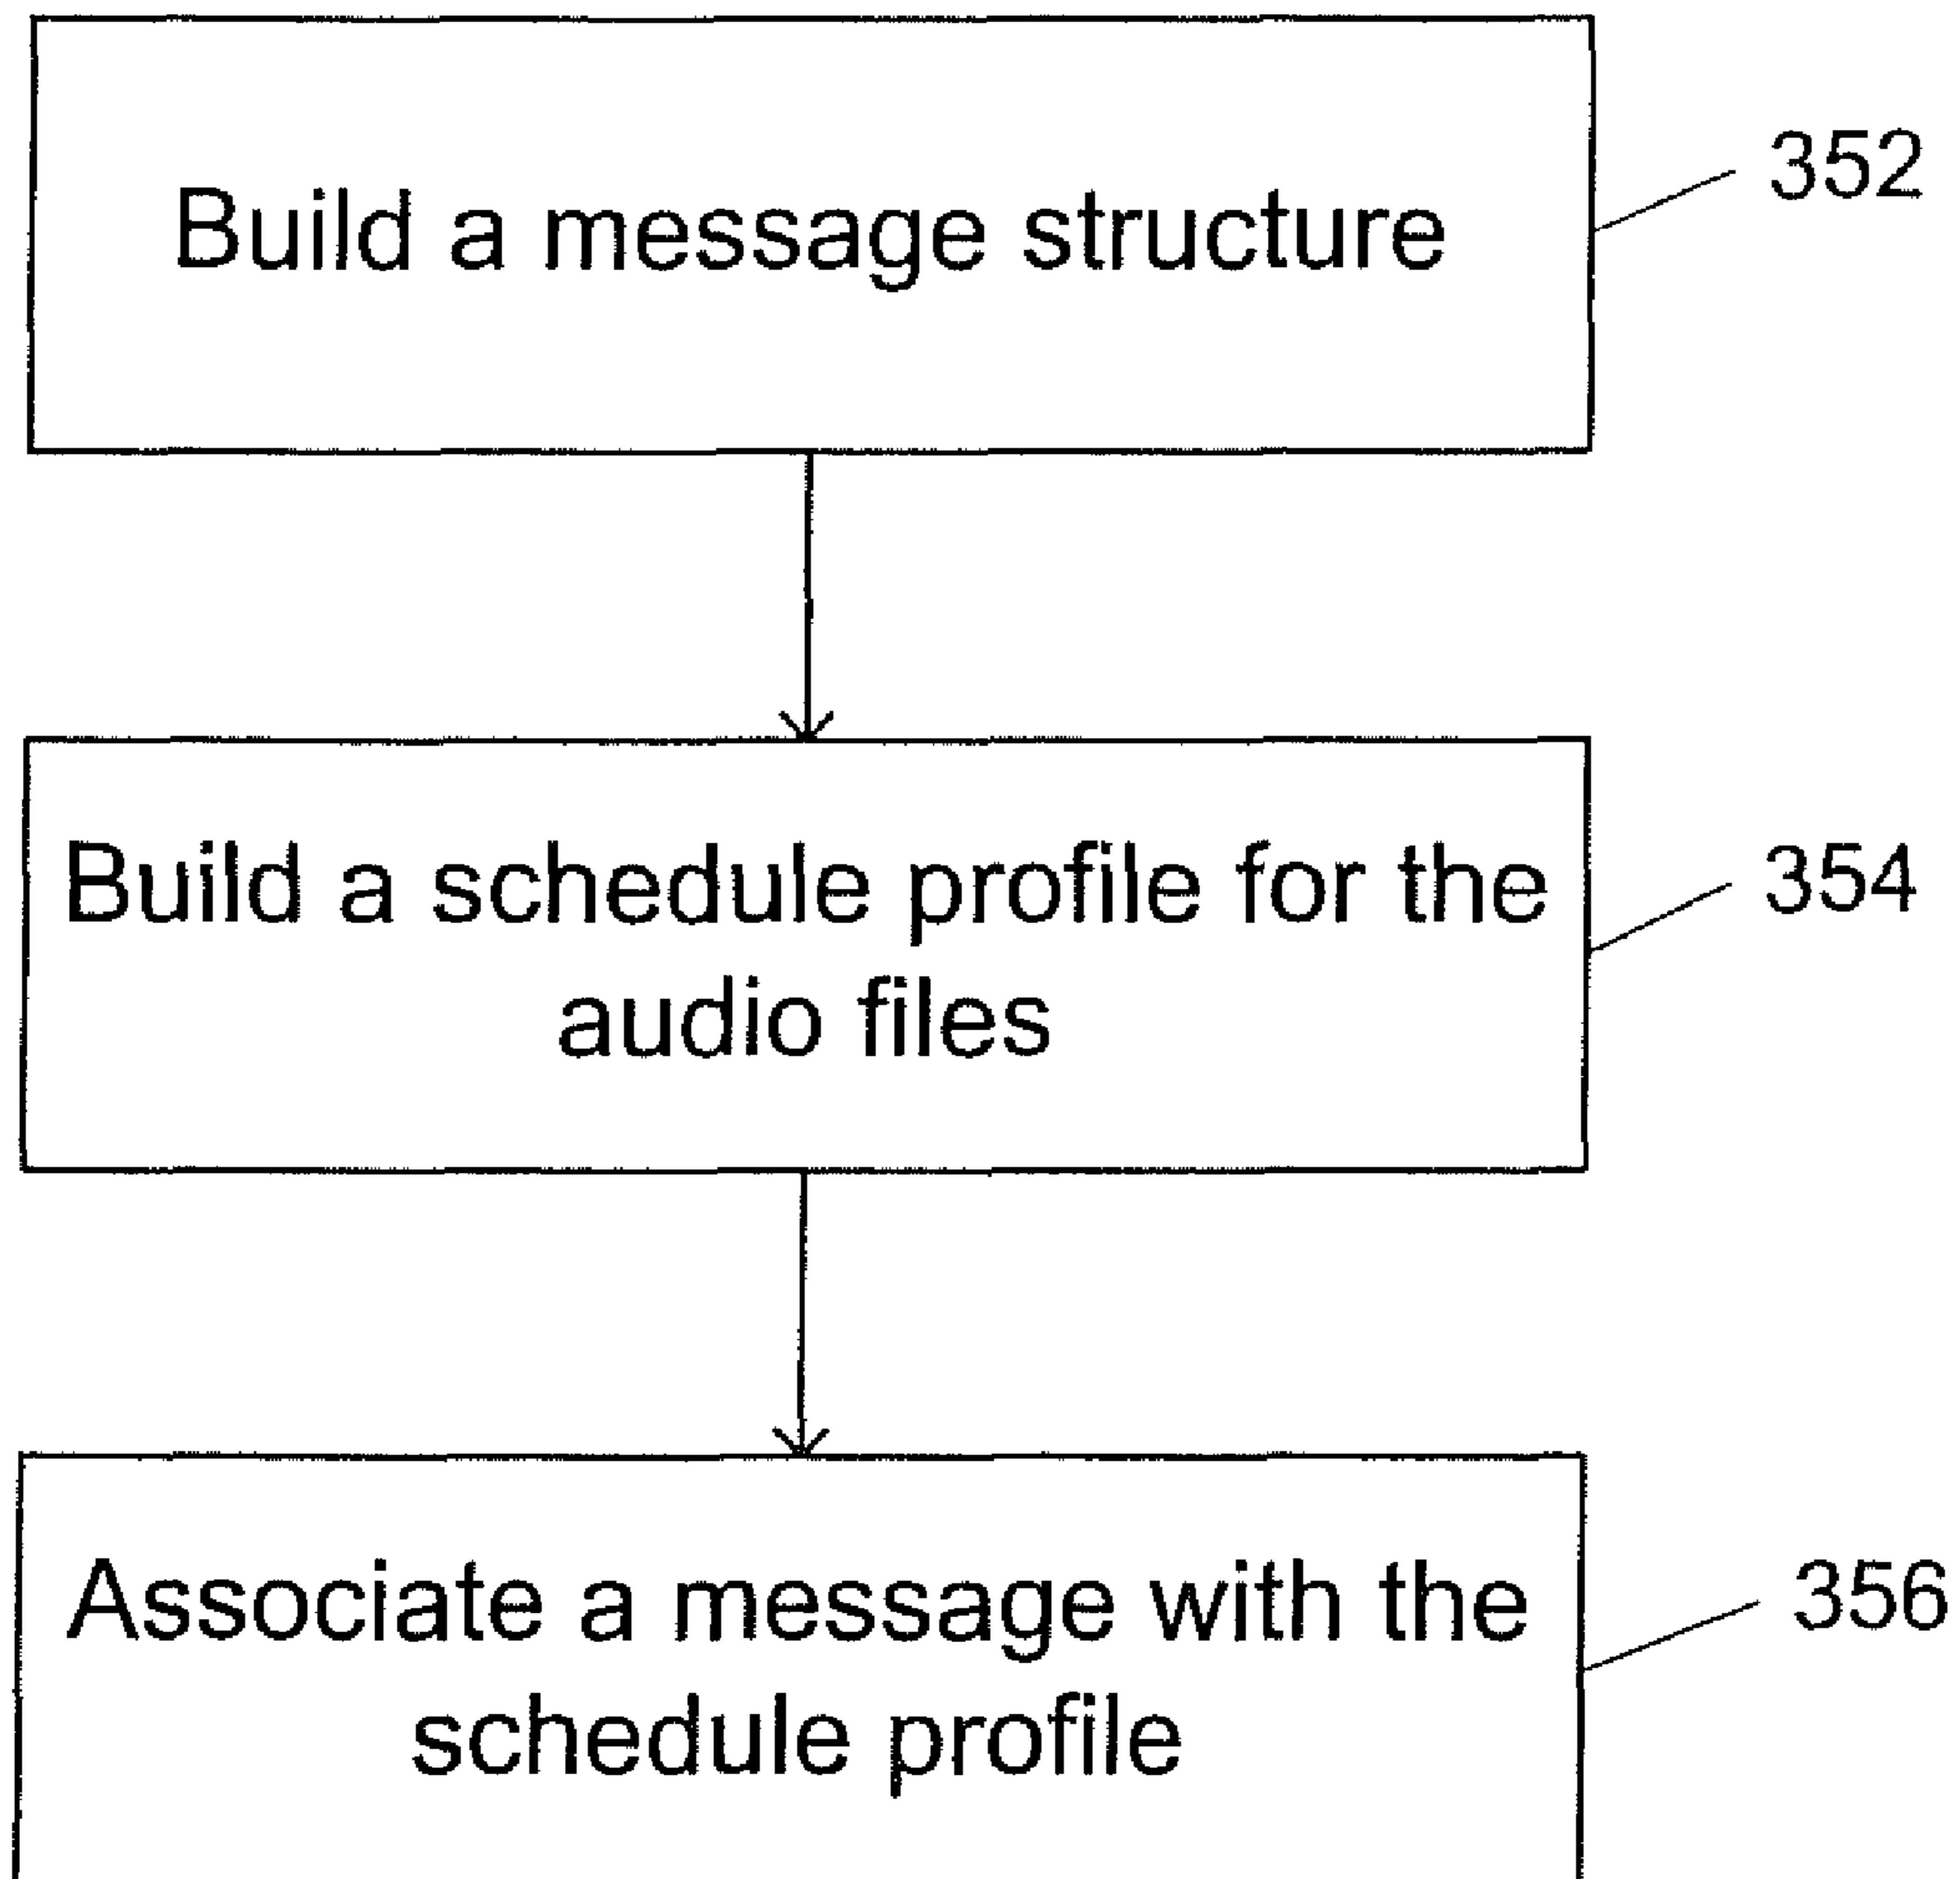 Build a message structure
352
Build a schedule profile for the
audio files
354
Associate a message with the
schedule profile
356